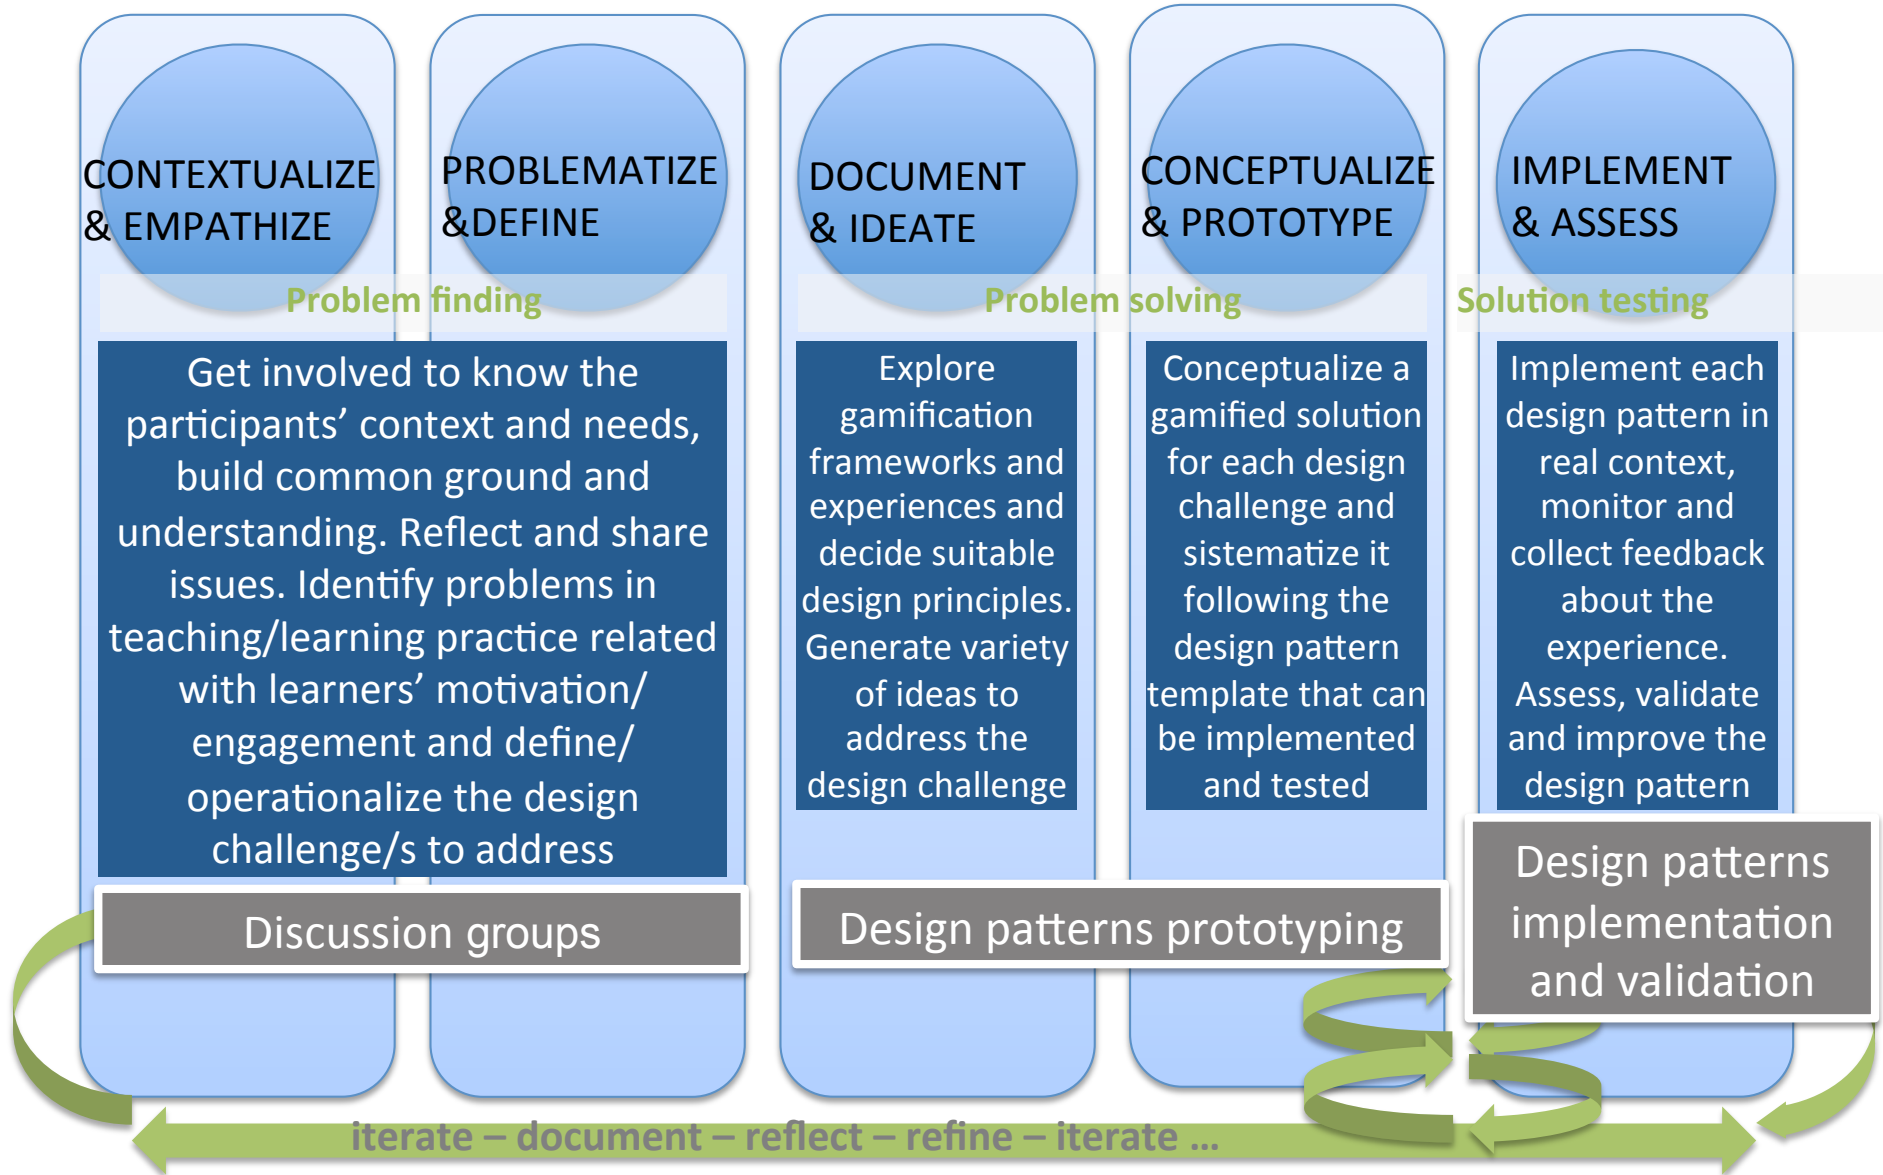 CONTEXTUALIZE
& EMPATHIZE
PROBLEMATIZE
&DEFINE
DOCUMENT
& IDEATE
CONCEPTUALIZE
& PROTOTYPE
IMPLEMENT
& ASSESS
Problem finding
Problem solving
Solution testing
Get involved to know the
participants’ context and needs,
build common ground and
understanding. Reflect and share
issues. Identify problems in
teaching/learning practice related
with learners’ motivation/
engagement and define/
operationalize the design
challenge/s to address
Explore
gamification
frameworks and
experiences and
decide suitable
design principles.
Generate variety
of ideas to
address the
design challenge
Conceptualize a
gamified solution
for each design
challenge and
sistematize it
following the
design pattern
template that can
be implemented
and tested
Implement each
design pattern in
real context,
monitor and
collect feedback
about the
experience.
Assess, validate
and improve the
design pattern
Discussion groups
Design patterns prototyping
Design patterns
implementation
and validation
iterate – document – reflect – refine – iterate ...